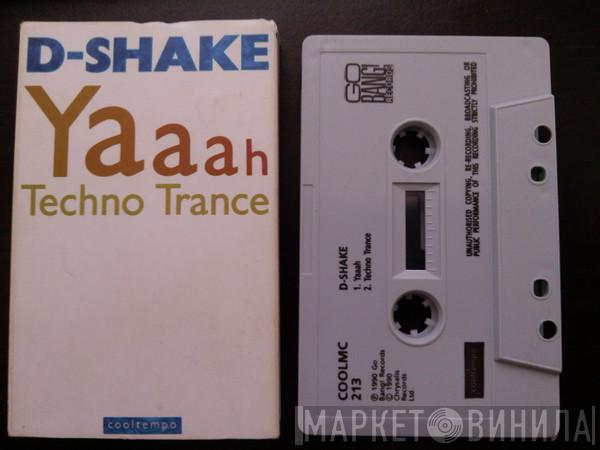 D-SHAKE
Yaaah
Techno Trance
cooltempo
GO
BANG!
RECORDS
UNAUTHORISED COPYING, RE-RECORDING, BROADCASTING OR
PUBLIC PERFORMANCE OF THIS RECORDING STRICTLY PROHIBITED
D-SHAKE
1. Yaaah
2. Techno Trance
COOLMC
213
℗ 1990 Go
Bang! Records
© 1990
Chrysalis
Records
Ltd
cooltempo
МАРКЕТ ВИНИЛА